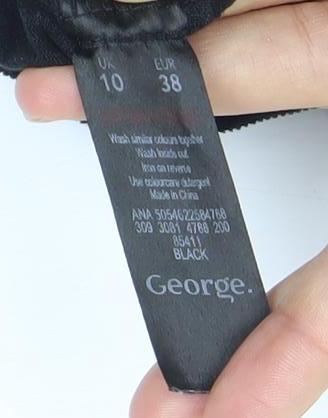 UK EUR
10 38
Wash similar colours together
Wash inside out
Iron on reverse
Use colourcare detergent
Made in China
ANA 5054622584768
309 3081 4768 200
85411
BLACK
George.